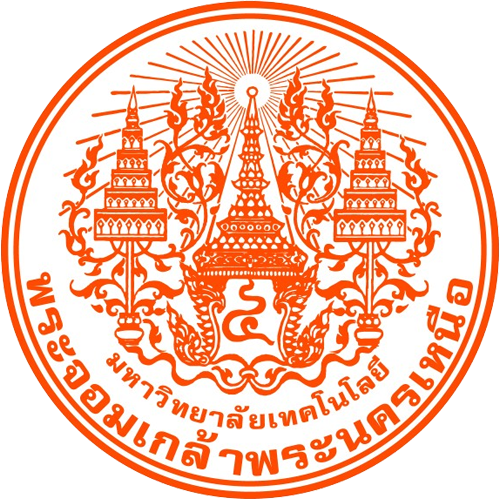 ๔
มหาวิทยาลัยเทคโนโลยี
พระจอมเกล้าพระนครเหนือ